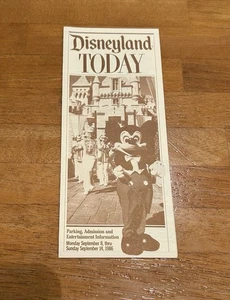 Disneyland
TODAY
Parking, Admission and
Entertainment Information
Monday September 8, thru
Sunday September 14, 1986